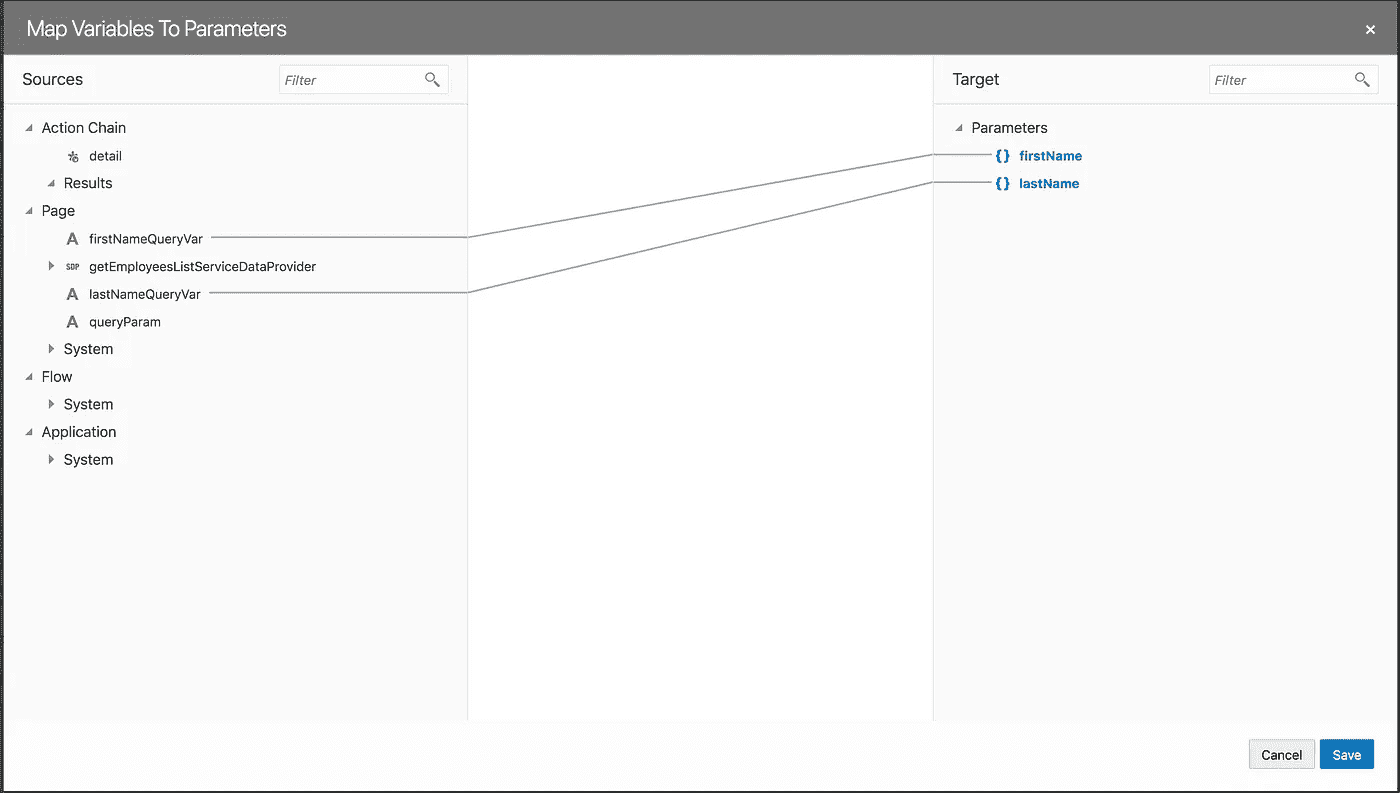 Map Variables To Parameters
×
Sources
Filter
Target
Filter
Action Chain
detail
Results
Page
A firstNameQueryVar
SDP getEmployeesListServiceDataProvider
A lastNameQueryVar
A queryParam
System
Flow
System
Application
System
Parameters
{} firstName
{} lastName
Cancel
Save